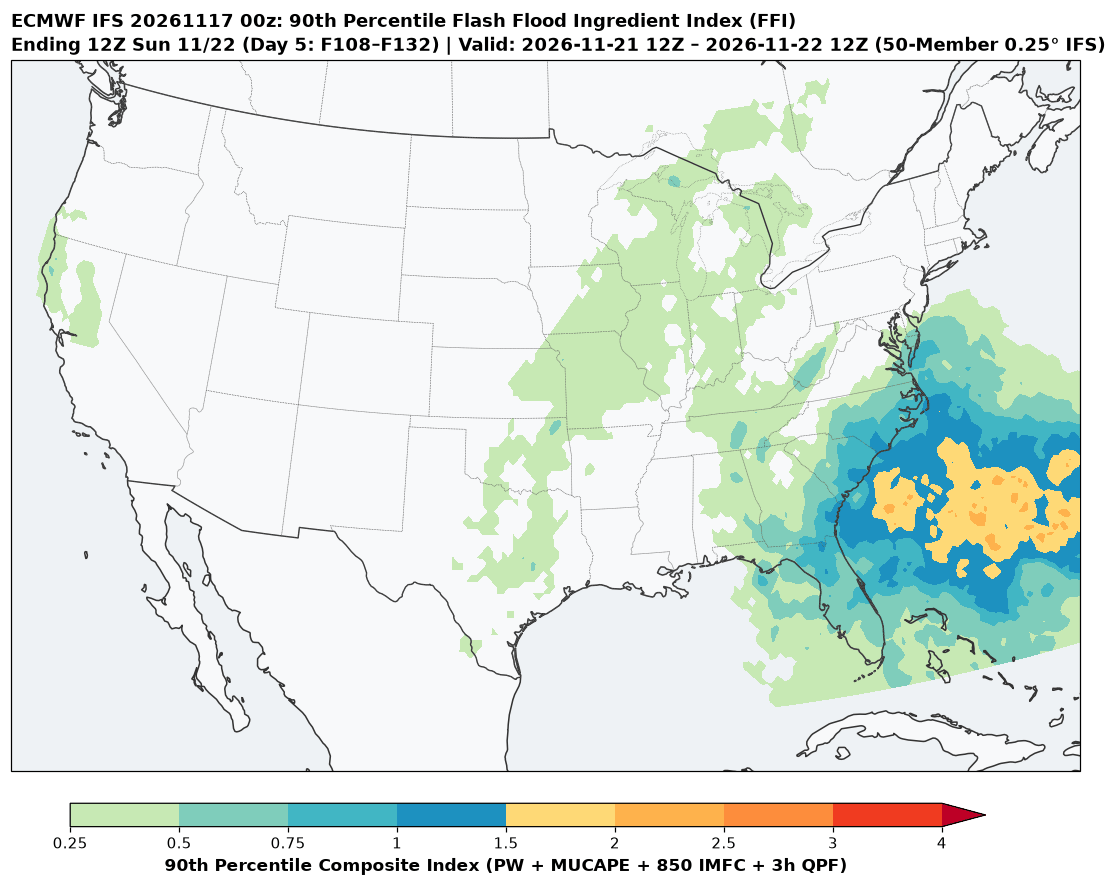 ECMWF IFS 20261117 00z: 90th Percentile Flash Flood Ingredient Index (FFI)
Ending 12Z Sun 11/22 (Day 5: F108–F132) | Valid: 2026-11-21 12Z – 2026-11-22 12Z (50-Member 0.25° IFS)
0.25 0.5 0.75 1 1.5 2 2.5 3 4
90th Percentile Composite Index (PW + MUCAPE + 850 IMFC + 3h QPF)